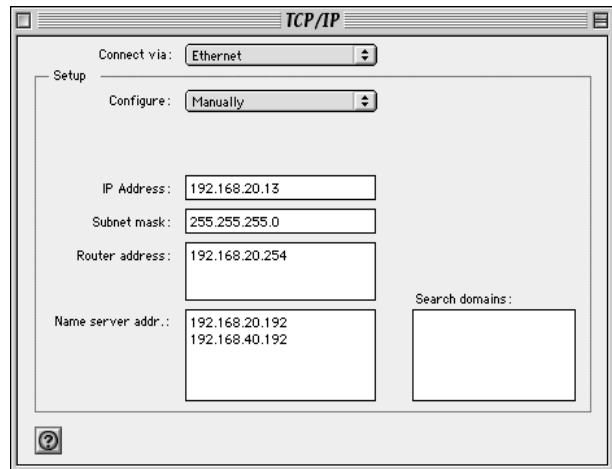 TCP/IP
Connect via: Ethernet
Setup
Configure: Manually
IP Address: 192.168.20.13
Subnet mask: 255.255.255.0
Router address: 192.168.20.254
Search domains:
Name server addr.: 192.168.20.192
192.168.40.192
?